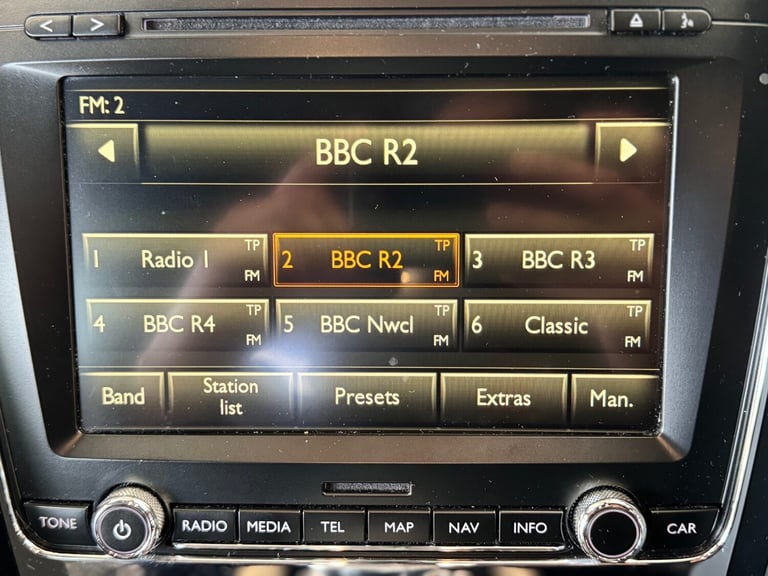 FM: 2
BBC R2
1 Radio 1 TP FM
2 BBC R2 TP FM
3 BBC R3 TP FM
4 BBC R4 TP FM
5 BBC Nwcl TP FM
6 Classic TP FM
Band
Station
list
Presets
Extras
Man.
TONE
RADIO
MEDIA
TEL
MAP
NAV
INFO
CAR